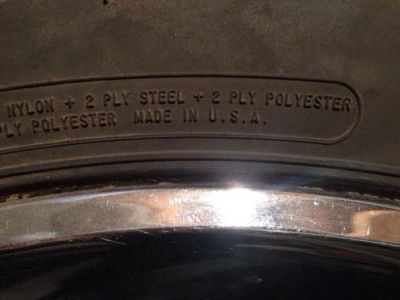 NYLON + 2 PLY STEEL + 2 PLY POLYESTER
PLY POLYESTER MADE IN U.S.A.